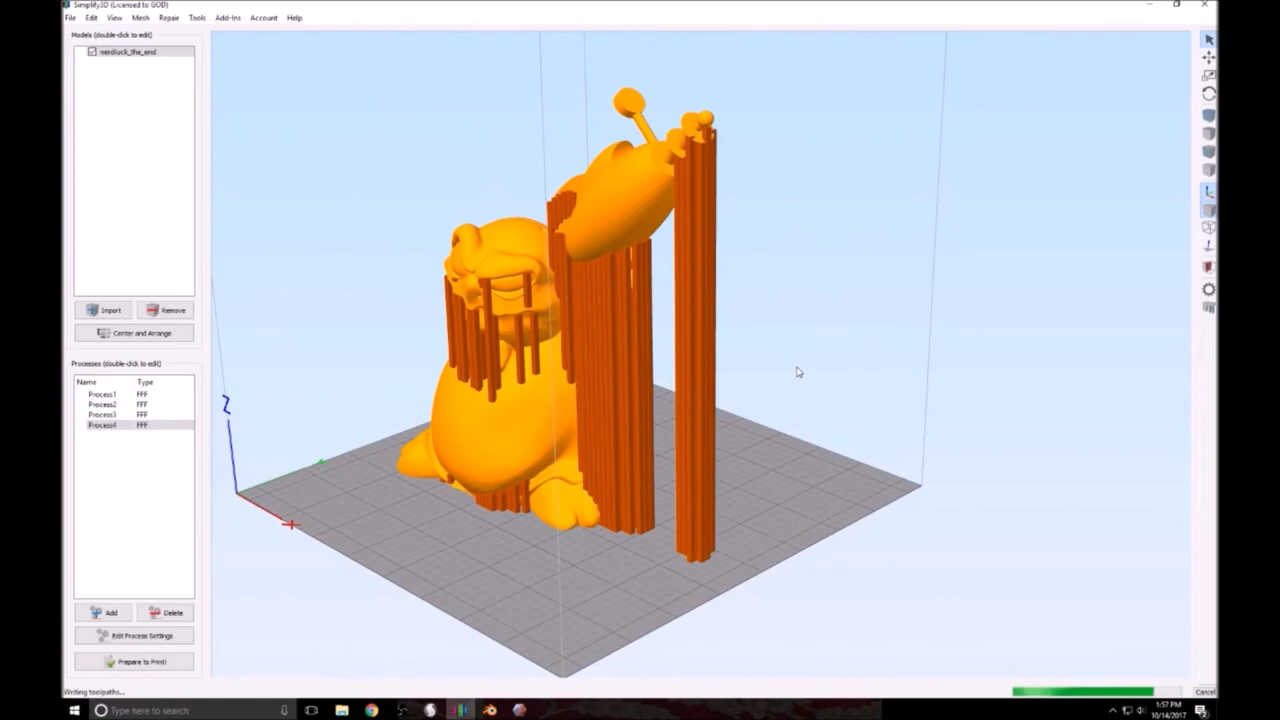 Simplify3D (Licensed to GOD)
File Edit View Mesh Repair Tools Add-Ins Account Help
Models (double-click to edit)
nerdluck_the_end
Import Remove
Center and Arrange
Processes (double-click to edit)
Name Type
Process1 FFF
Process2 FFF
Process3 FFF
Process4 FFF
Add Delete
Edit Process Settings
Prepare to Print!
Writing toolpaths...
Cancel
Type here to search
1:57 PM
10/14/2017